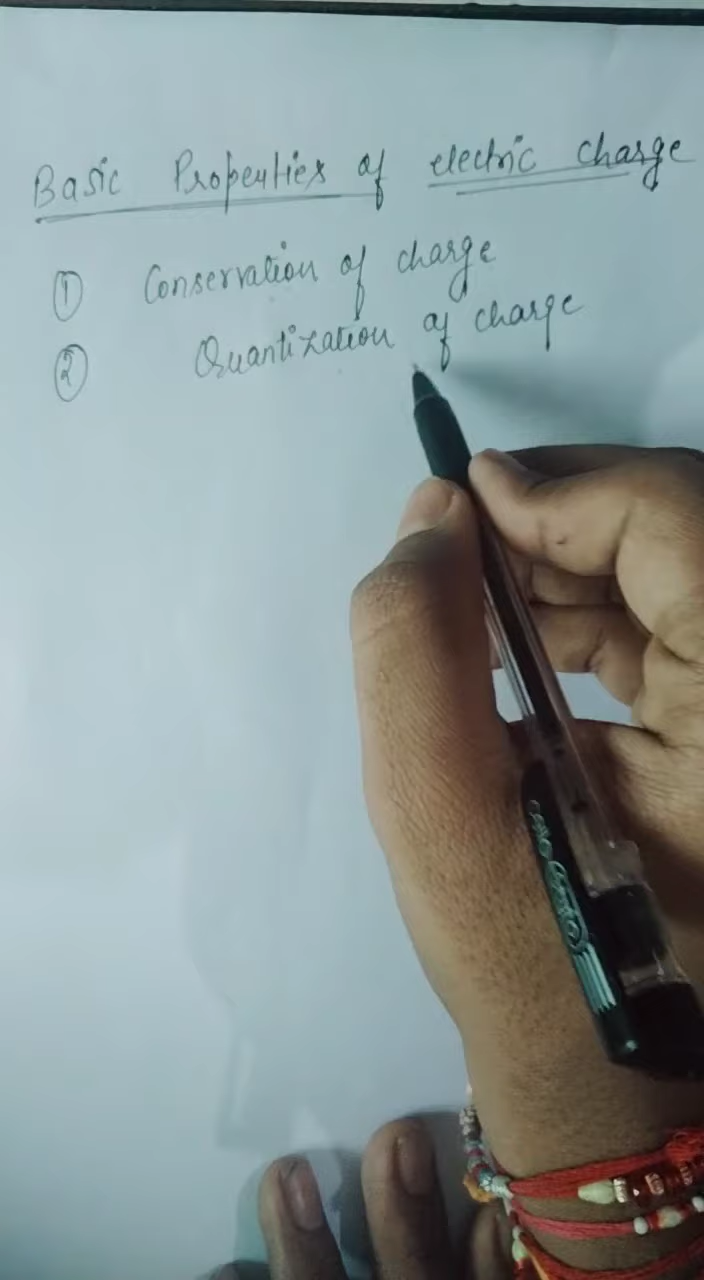 Basic Properties of electric charge
① Conservation of charge
② Quantization of charge